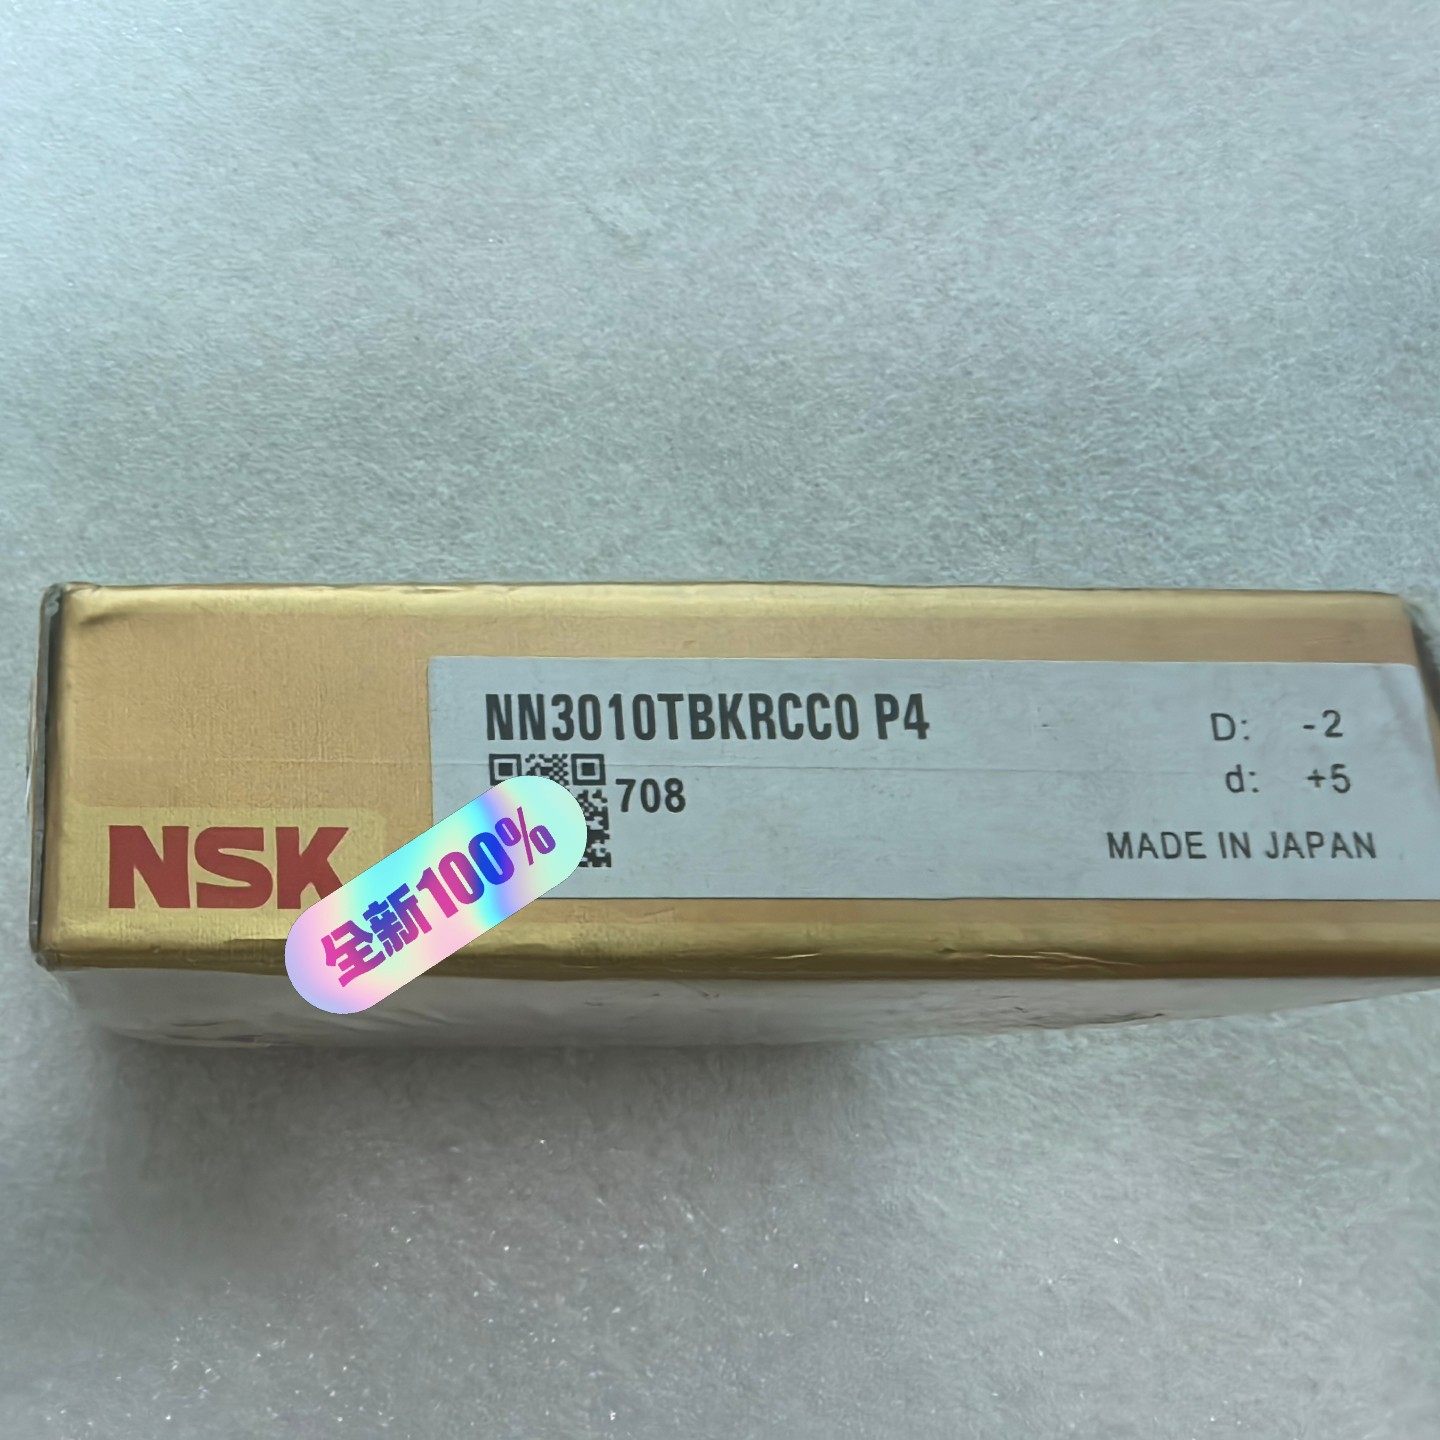 NN3010TBKRCC0 P4
D: -2
708
d: +5
MADE IN JAPAN
NSK
全新100%